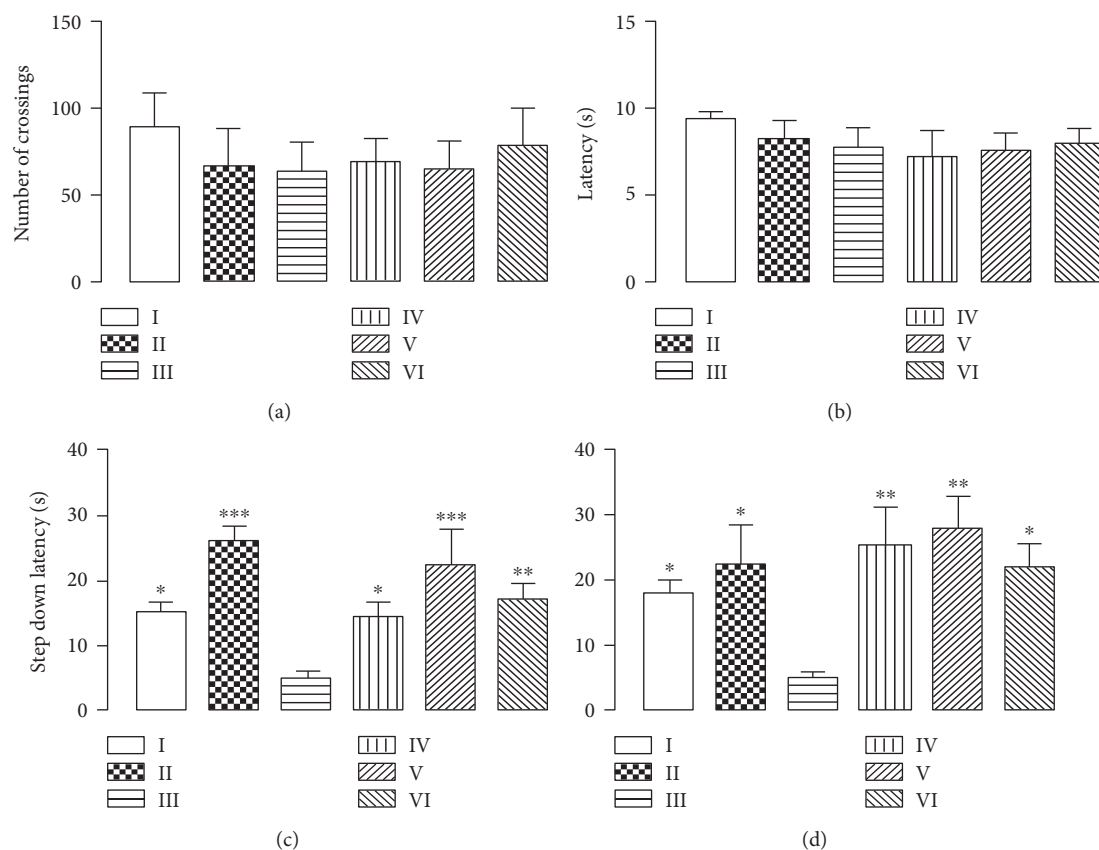 150
100
50
0
Number of crossings
I
II
III
IV
V
VI
(a)
15
10
5
0
Latency (s)
I
II
III
IV
V
VI
(b)
40
30
20
10
0
Step down latency (s)
*
***
*
***
**
I
II
III
IV
V
VI
(c)
40
30
20
10
0
*
*
**
**
*
I
II
III
IV
V
VI
(d)